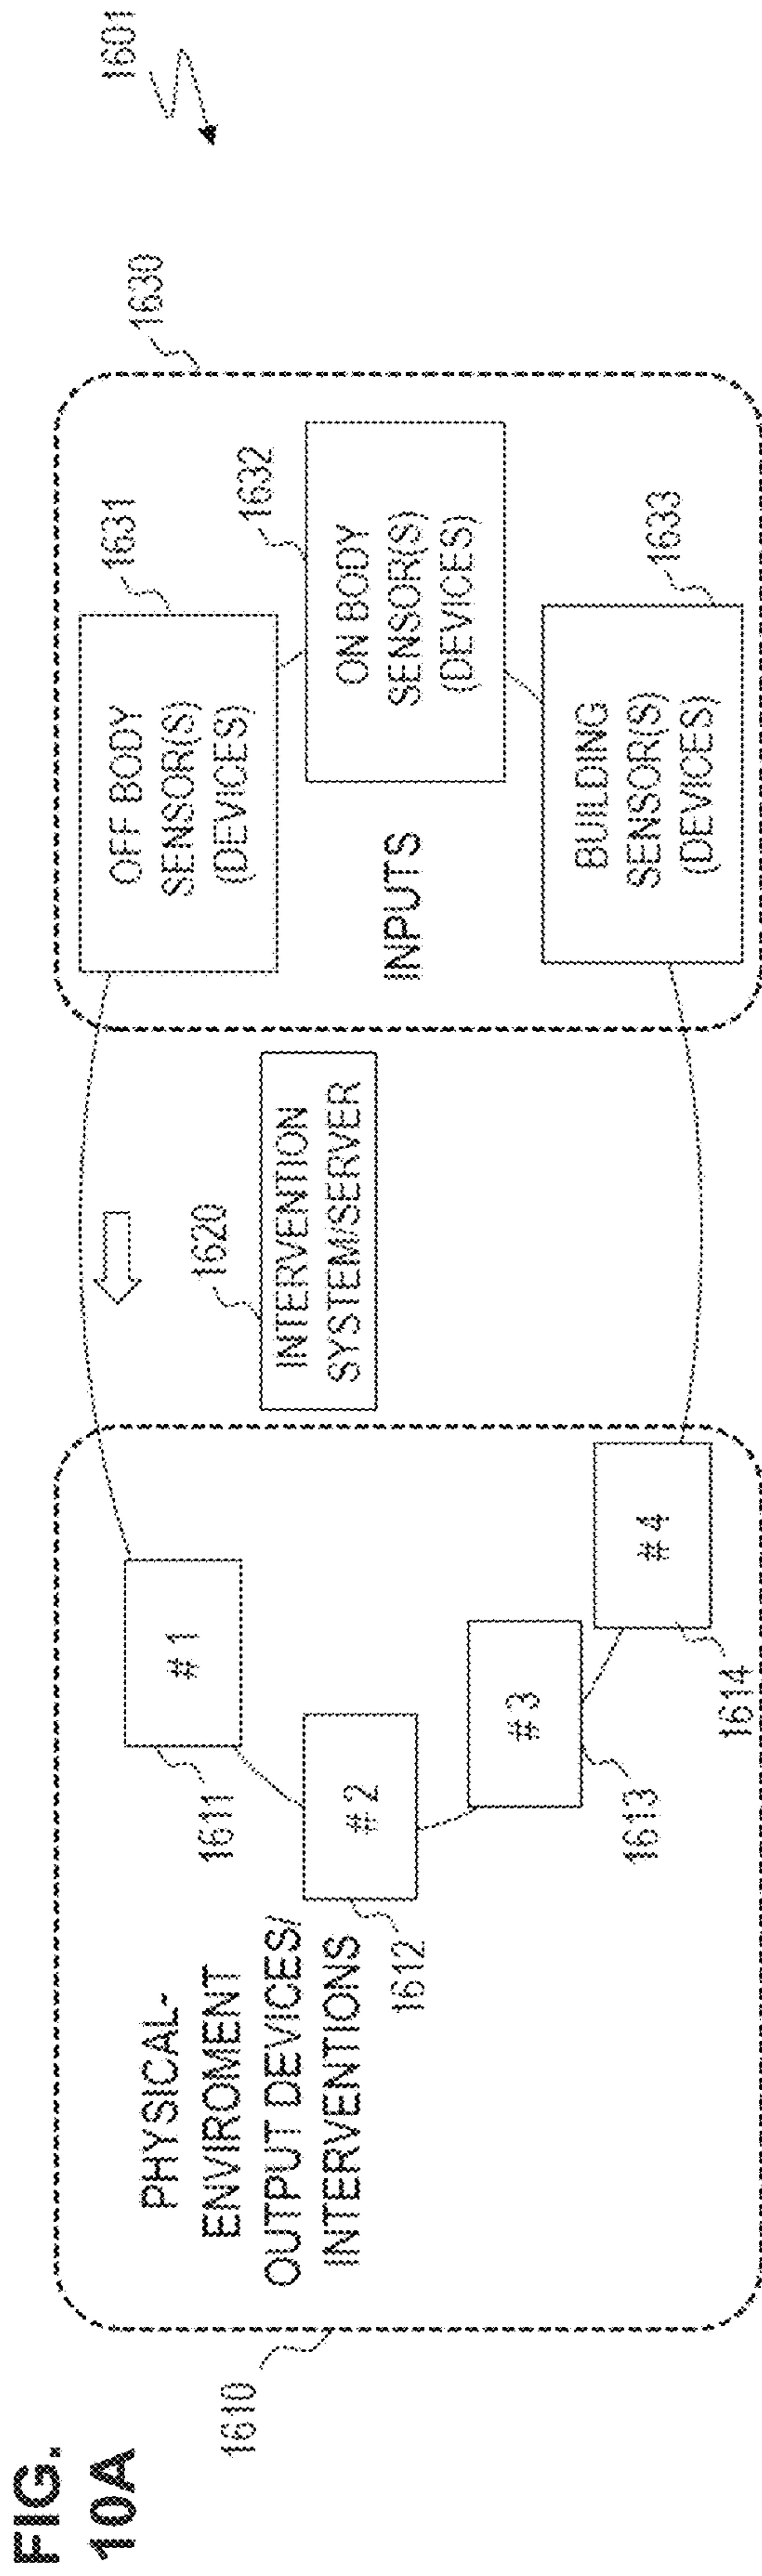 FIG.
10A
1601
1610
PHYSICAL-
ENVIROMENT
OUTPUT DEVICES/
INTERVENTIONS
1611
#1
1612
#2
#3
1613
#4
1614
1620
INTERVENTION
SYSTEM/SERVER
1630
1631
OFF BODY
SENSOR(S)
(DEVICES)
1632
ON BODY
SENSOR(S)
(DEVICES)
INPUTS
1633
BUILDING
SENSOR(S)
(DEVICES)